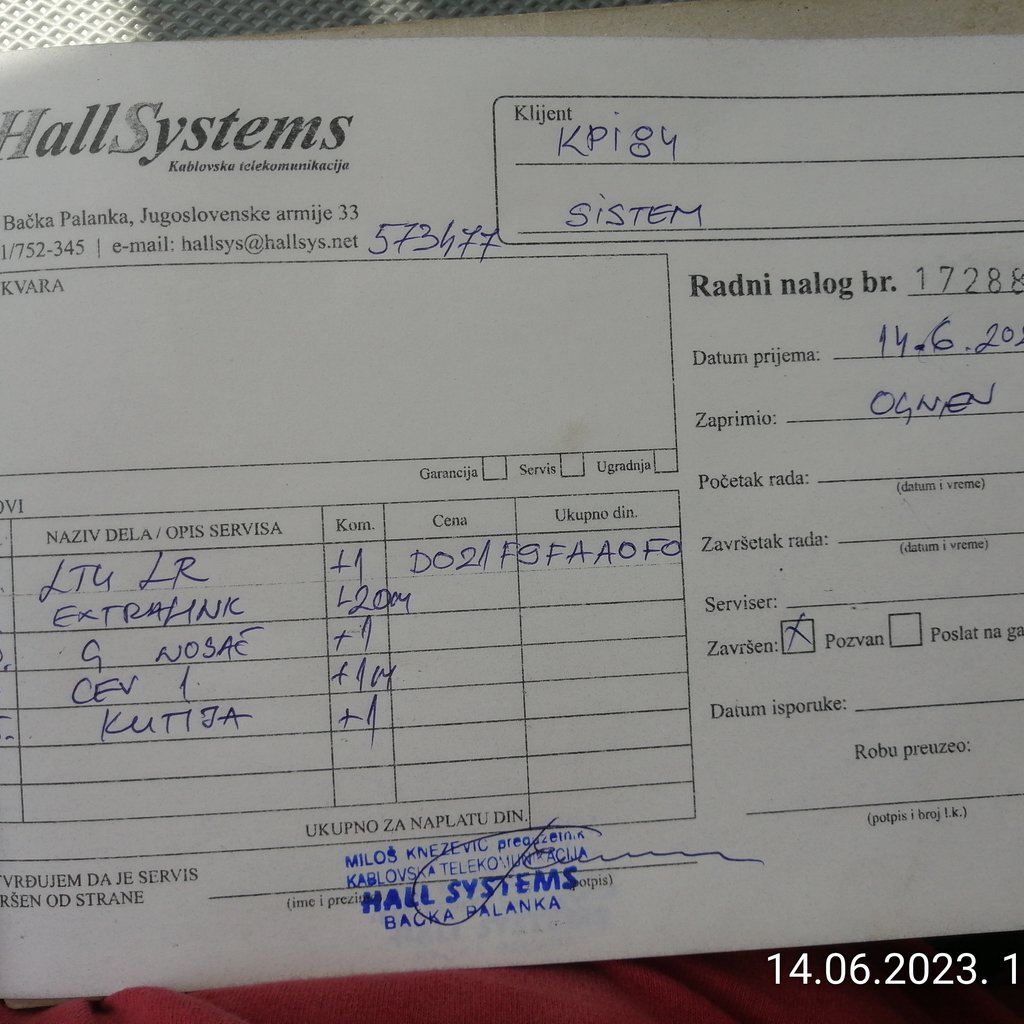 HallSystems
Kablovska telekomunikacija
Bačka Palanka, Jugoslovenske armije 33
1/752-345 | e-mail: hallsys@hallsys.net
573477
Klijent
SISTEM
KVARA
Garancija Servis Ugradnja
Radni nalog br. 17288
Datum prijema: 14.6.202
Zaprimio: OGNJEN
Početak rada:
(datum i vreme)
Završetak rada:
(datum i vreme)
Serviser:
Završen: X Pozvan Poslat na ga
Datum isporuke:
Robu preuzeo:
(potpis i broj l.k.)
OVI
NAZIV DELA / OPIS SERVISA Kom. Cena Ukupno din.
LTU LR +1 D021F9FAA0F0
EXTRALINK -20m
G NOSAČ +1
CEV 1 +1m
KUTIJA +1
UKUPNO ZA NAPLATU DIN.
TVRĐUJEM DA JE SERVIS
RŠEN OD STRANE
(ime i prezi
potpis)
MILOŠ KNEZEVIĆ preduzetnik
KABLOVSKA TELEKOMUNIKACIJA
HALL SYSTEMS
BAČKA PALANKA
14.06.2023. 1